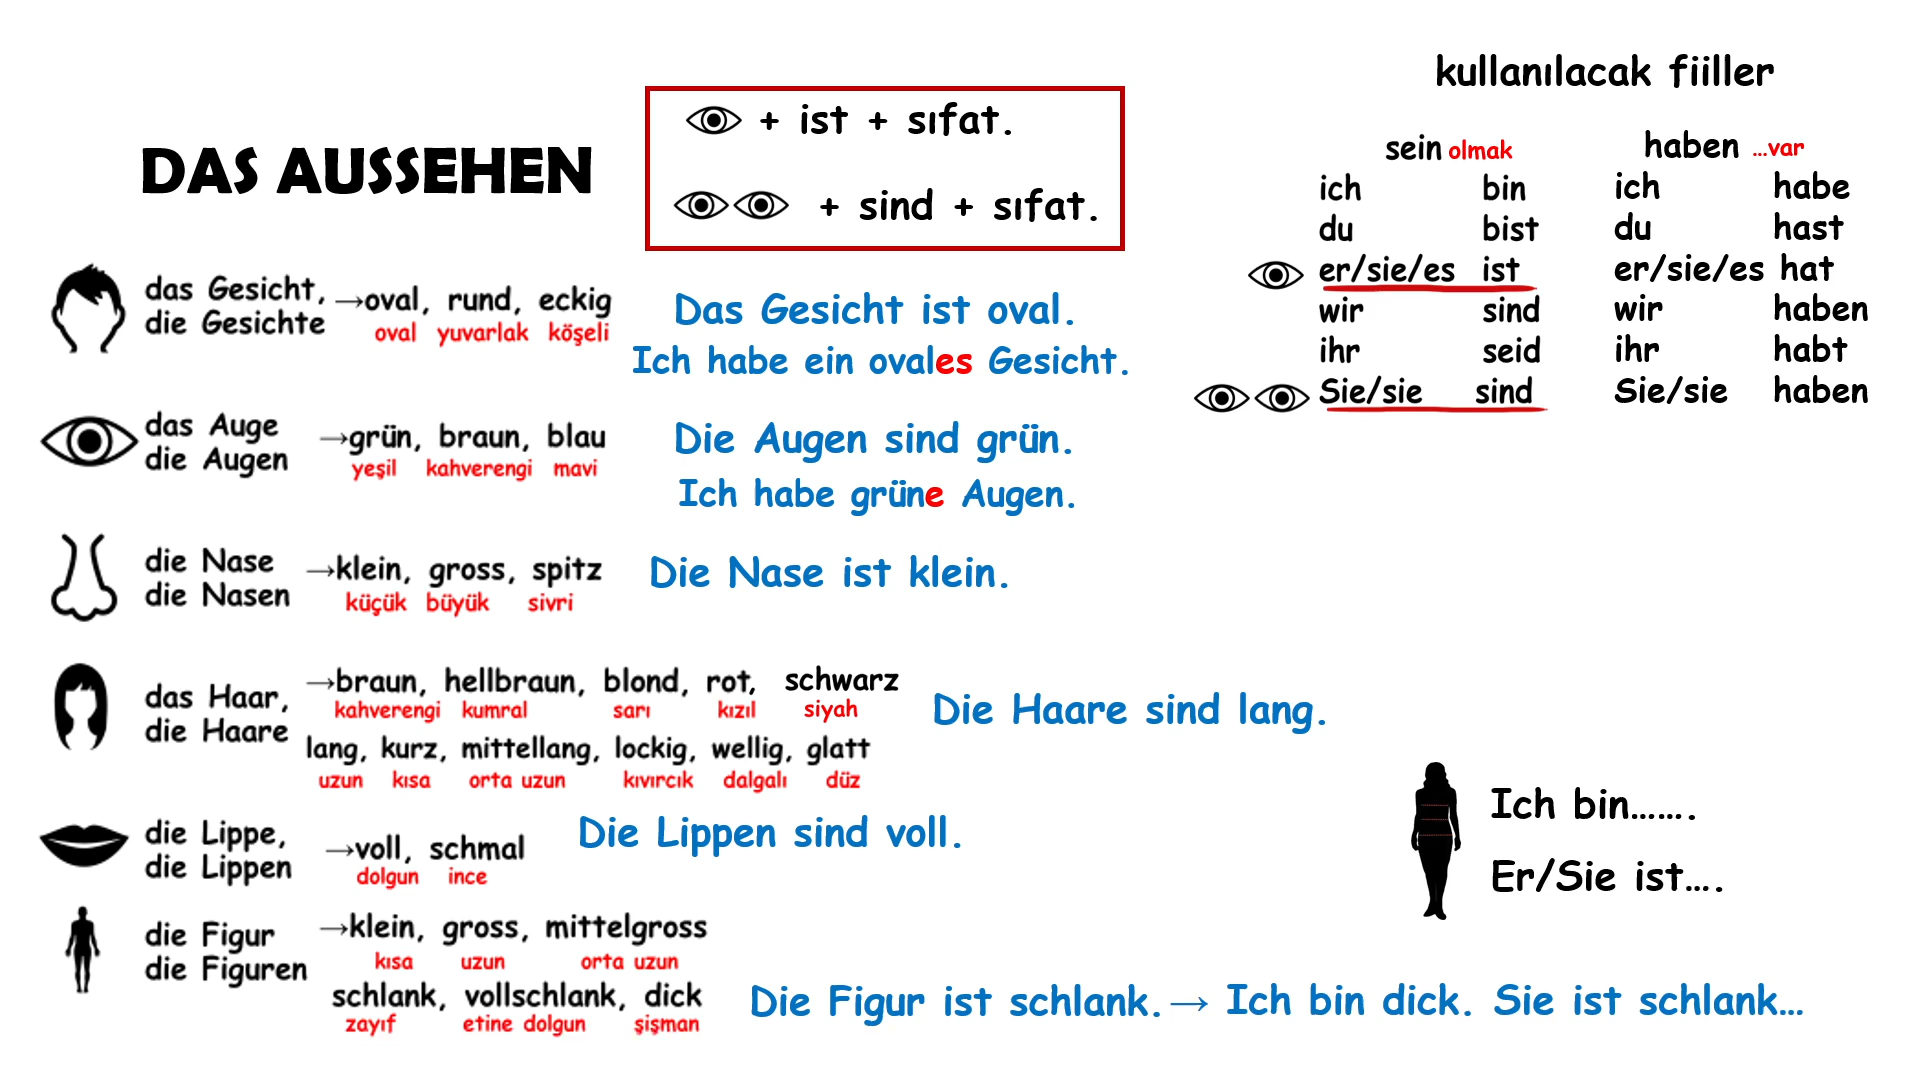 DAS AUSSEHEN
+ ist + sıfat.
+ sind + sıfat.
kullanılacak fiiller
sein olmak
ich bin
du bist
er/sie/es ist
wir sind
ihr seid
Sie/sie sind
haben ...var
ich habe
du hast
er/sie/es hat
wir haben
ihr habt
Sie/sie haben
das Gesicht,
die Gesichte
→oval, rund, eckig
oval yuvarlak köşeli
Das Gesicht ist oval.
Ich habe ein ovales Gesicht.
das Auge
die Augen
→grün, braun, blau
yeşil kahverengi mavi
Die Augen sind grün.
Ich habe grüne Augen.
die Nase
die Nasen
→klein, gross, spitz
küçük büyük sivri
Die Nase ist klein.
das Haar,
die Haare
→braun, hellbraun, blond, rot, schwarz
kahverengi kumral sarı kızıl siyah
lang, kurz, mittellang, lockig, wellig, glatt
uzun kısa orta uzun kıvırcık dalgalı düz
Die Haare sind lang.
die Lippe,
die Lippen
→voll, schmal
dolgun ince
Die Lippen sind voll.
die Figur
die Figuren
→klein, gross, mittelgross
kısa uzun orta uzun
schlank, vollschlank, dick
zayıf etine dolgun şişman
Die Figur ist schlank.→ Ich bin dick. Sie ist schlank...
Ich bin.......
Er/Sie ist....